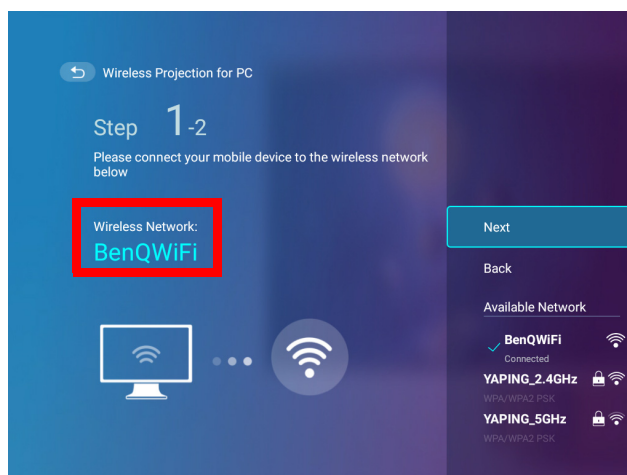 Wireless Projection for PC
Step 1-2
Please connect your mobile device to the wireless network
below
Wireless Network:
BenQWiFi
Next
Back
Available Network
BenQWiFi
Connected
YAPING_2.4GHz
WPA/WPA2 PSK
YAPING_5GHz
WPA/WPA2 PSK